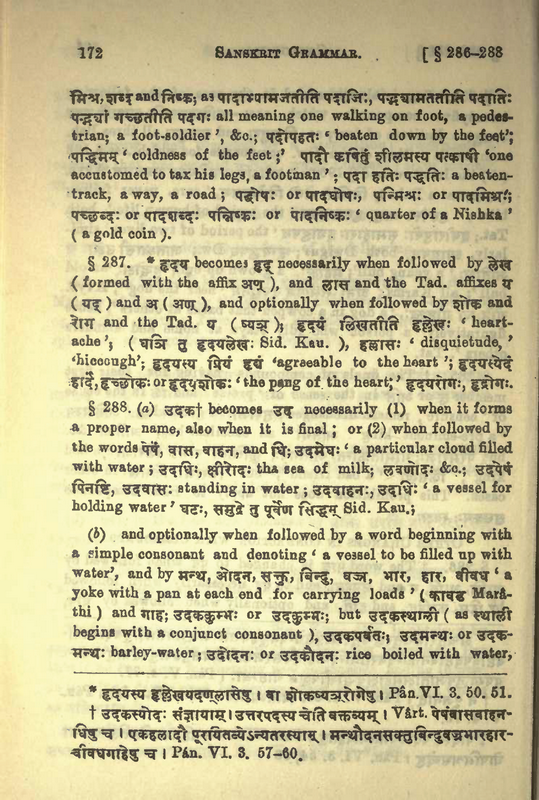 172 SANSKRIT GRAMMAR. [ § 286-288
मिश्र, शब्द and निष्क; as पादाभ्यामजतीति पदाजिः, पद्भ्यामततीति पदातिः
पद्भ्यां गच्छतीति पदगः all meaning one walking on foot, a pedes-
trian; a foot-soldier ', &c.; पदोपहतः ' beaten down by the feet';
पद्धिमम् ' coldness of the feet;' पादौ कषितुं शीलमस्य पत्काषी 'one
accustomed to tax his legs, a footman ' ; पदा हतिः पद्धतिः a beaten-
track, a way, a road ; पद्घोषः or पादघोषः, पन्मिश्रः or पादमिश्रः;
पच्छब्दः or पादशब्दः पन्निष्कः or पादनिष्कः ' quarter of a Nishka '
( a gold coin ).
§ 287. * हृदय becomes हृद् necessarily when followed by लेख
( formed with the affix अण् ), and लास and the Tad. affixes य
( यद् ) and अ ( अण् ), and optionally when followed by शोक and
रोग and the Tad. य ( ष्यञ् ); हृदयं लिखतीति हृल्लेखः ' heart-
ache'; ( घञि तु हृदयलेखः Sid. Kau. ), हृल्लासः ' disquietude, '
'hiccough'; हृदयस्य प्रियं हृद्यं 'agreeable to the heart '; हृदयस्येदं
हार्दं, हृच्छोकः or हृदयशोकः 'the pang of the heart;' हृदयरोगः, हृद्रोगः.
§ 288. (a) उदक† becomes उद necessarily (1) when it forms
a proper name, also when it is final ; or (2) when followed by
the words पेषं, वास, वाहन, and धि; उदमेघः ' a particular cloud filled
with water ; उदधिः, क्षीरोदः the sea of milk; लवणोदः &c.; उदपेषं
पिनष्टि, उदवासः standing in water ; उदवाहनः, उदधिः ' a vessel for
holding water ' घटः, समुद्रे तु पूर्वेण सिद्धम् Sid. Kau.;
(b) and optionally when followed by a word beginning with
a simple consonant and denoting ' a vessel to be filled up with
water', and by मन्थ, ओदन, सक्तु, बिन्दु, वज्र, भार, हार, वीवध ' a
yoke with a pan at each end for carrying loads ' ( कावड Marâ-
thi ) and गाह; उदककुम्भः or उदकुम्भः; but उदकस्थाली ( as स्थाली
begins with a conjunct consonant ), उदकपर्वतः; उदमन्थः or उदक-
मन्थः barley-water ; उदोदनः or उदकौदनः rice boiled with water,
* हृदयस्य हृल्लेखयदण्लासेषु । वा शोकष्यञ्रोगेषु । Pân. VI. 3. 50. 51.
† उदकस्योदः संज्ञायाम् । उत्तरपदस्य चेति वक्तव्यम् । Vârt. पेषंवासवाहन-
धिषु च । एकहलादौ पूरयितव्येऽन्यतरस्याम् । मन्थौदनसक्तुबिन्दुवज्रभारहार-
वीवधगाहेषु च । Pán. VI. 3. 57-60.